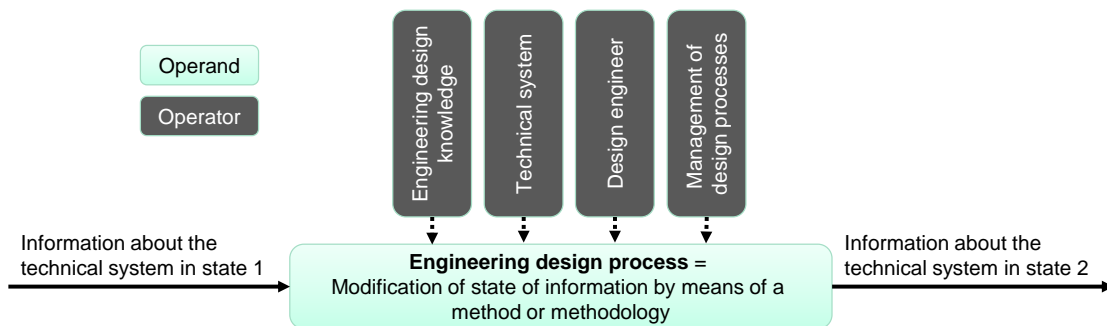 Operand
Operator
Engineering design
knowledge
Technical system
Design engineer
Management of
design processes
Information about the
technical system in state 1
Engineering design process =
Modification of state of information by means of a
method or methodology
Information about the
technical system in state 2